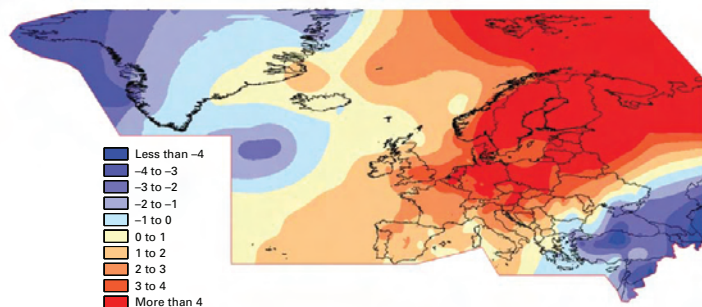 Less than –4
–4 to –3
–3 to –2
–2 to –1
–1 to 0
0 to 1
1 to 2
2 to 3
3 to 4
More than 4